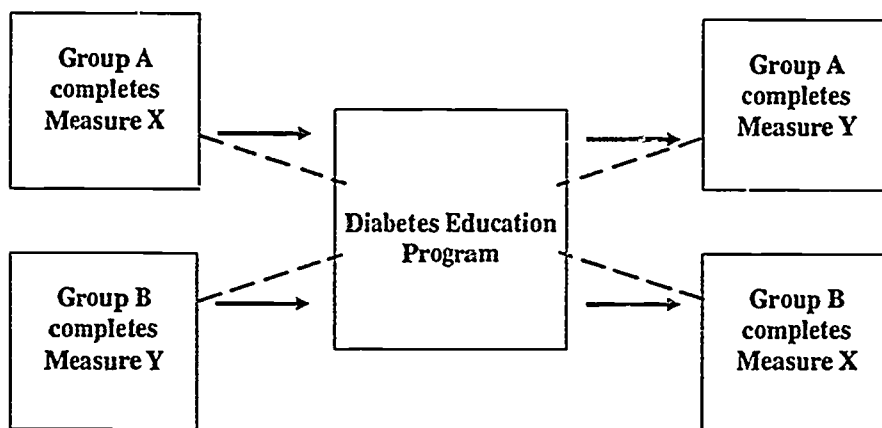 Group A
completes
Measure X
Group A
completes
Measure Y
Diabetes Education
Program
Group B
completes
Measure Y
Group B
completes
Measure X